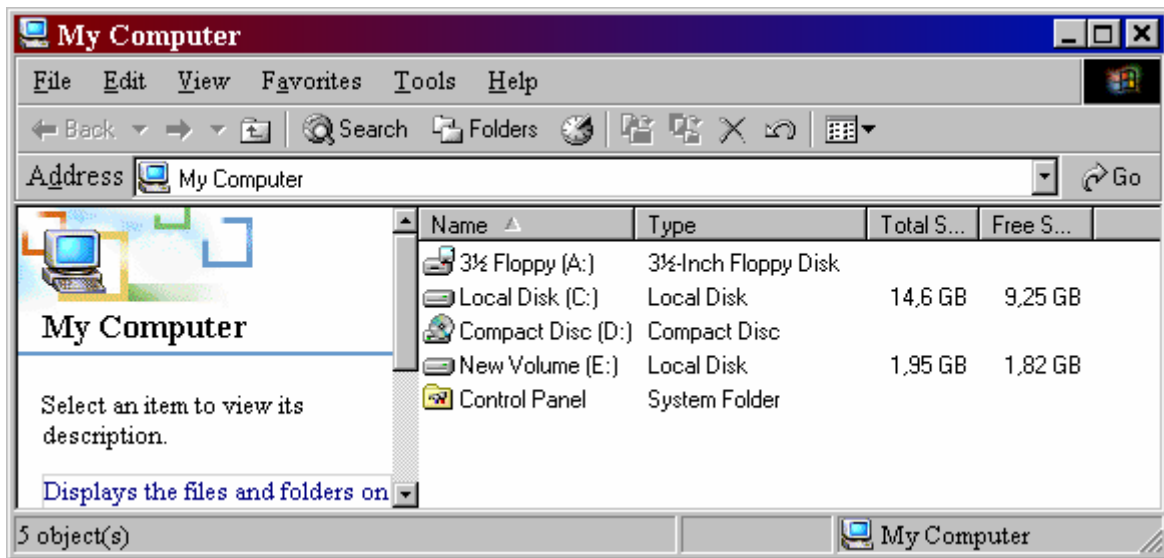 My Computer
File Edit View Favorites Tools Help
Back Search Folders
Address My Computer Go
Name Type Total S... Free S...
3½ Floppy (A:) 3½-Inch Floppy Disk
Local Disk (C:) Local Disk 14,6 GB 9,25 GB
Compact Disc (D:) Compact Disc
New Volume (E:) Local Disk 1,95 GB 1,82 GB
Control Panel System Folder
My Computer
Select an item to view its
description.
Displays the files and folders on
5 object(s) My Computer